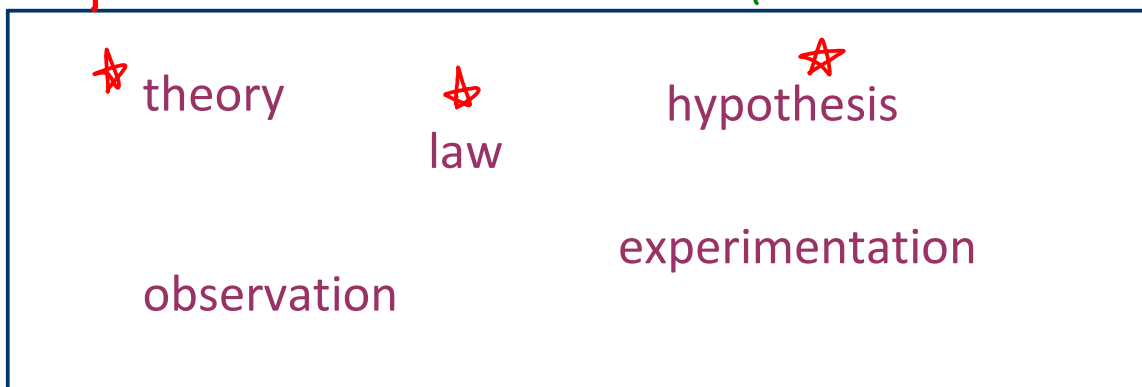 theory
hypothesis
law
experimentation
observation